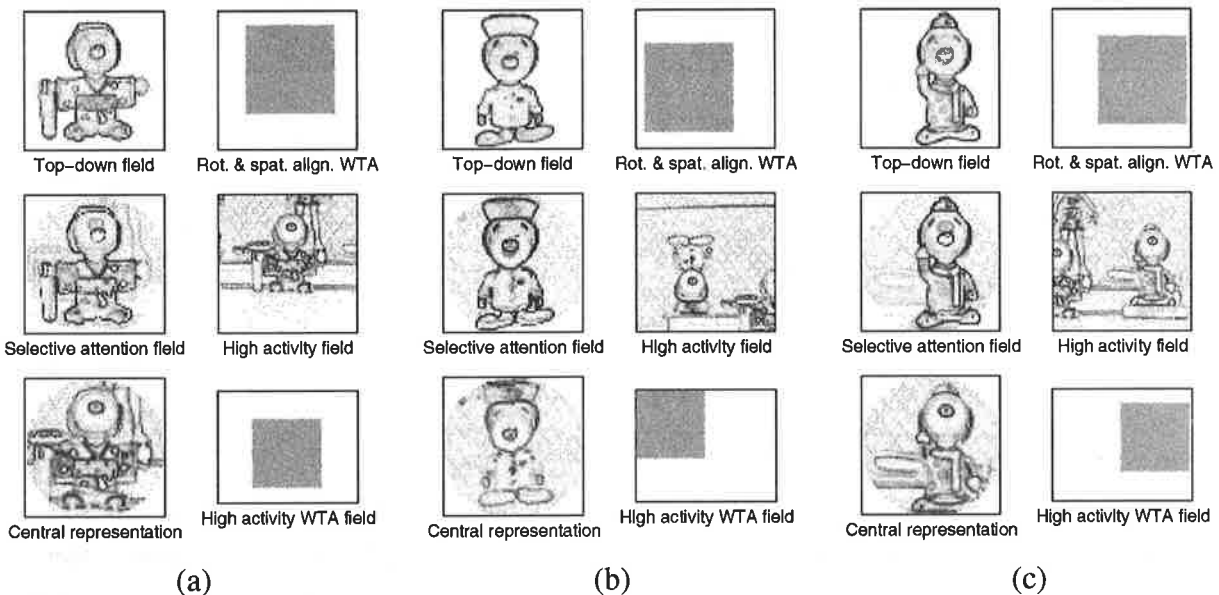 Top-down field Rot. & spat. align. WTA
Selective attention field High activity field
Central representation High activity WTA field
(a)
Top-down field Rot. & spat. align. WTA
Selective attention field High activity field
Central representation High activity WTA field
(b)
Top-down field Rot. & spat. align. WTA
Selective attention field High activity field
Central representation High activity WTA field
(c)